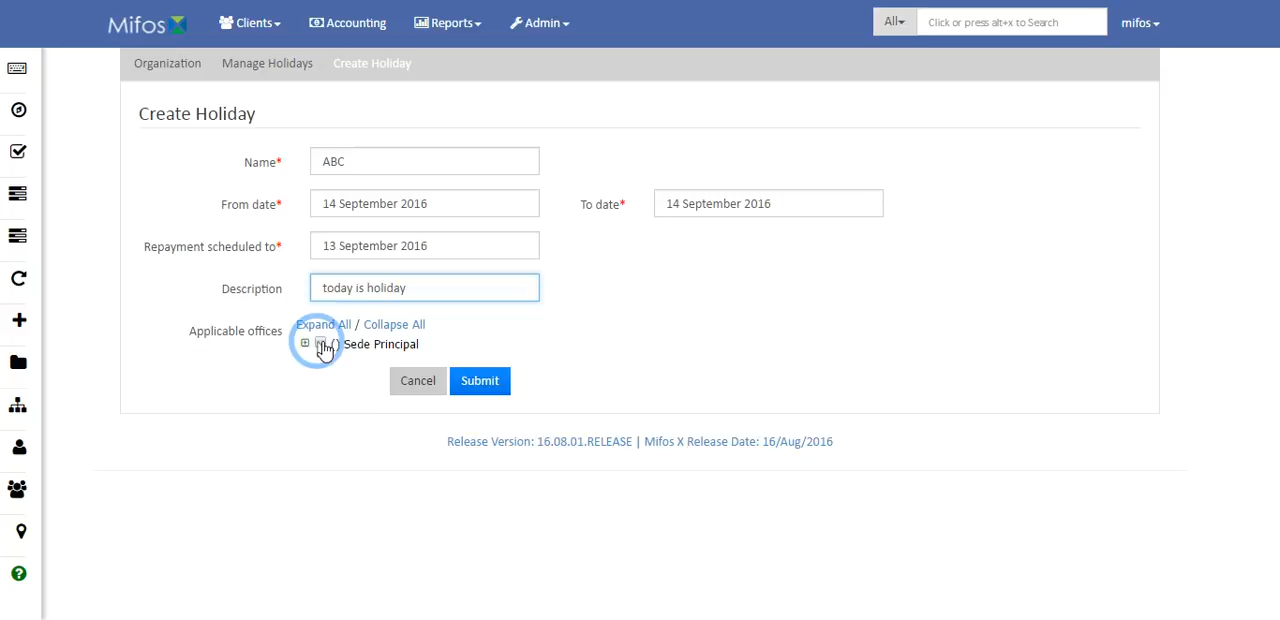 Mifos Clients Accounting Reports Admin All Click or press alt+x to Search mifos
Organization Manage Holidays Create Holiday
Create Holiday
Name* ABC
From date* 14 September 2016 To date* 14 September 2016
Repayment scheduled to* 13 September 2016
Description today is holiday
Applicable offices Expand All / Collapse All
() Sede Principal
Cancel Submit
Release Version: 16.08.01.RELEASE | Mifos X Release Date: 16/Aug/2016